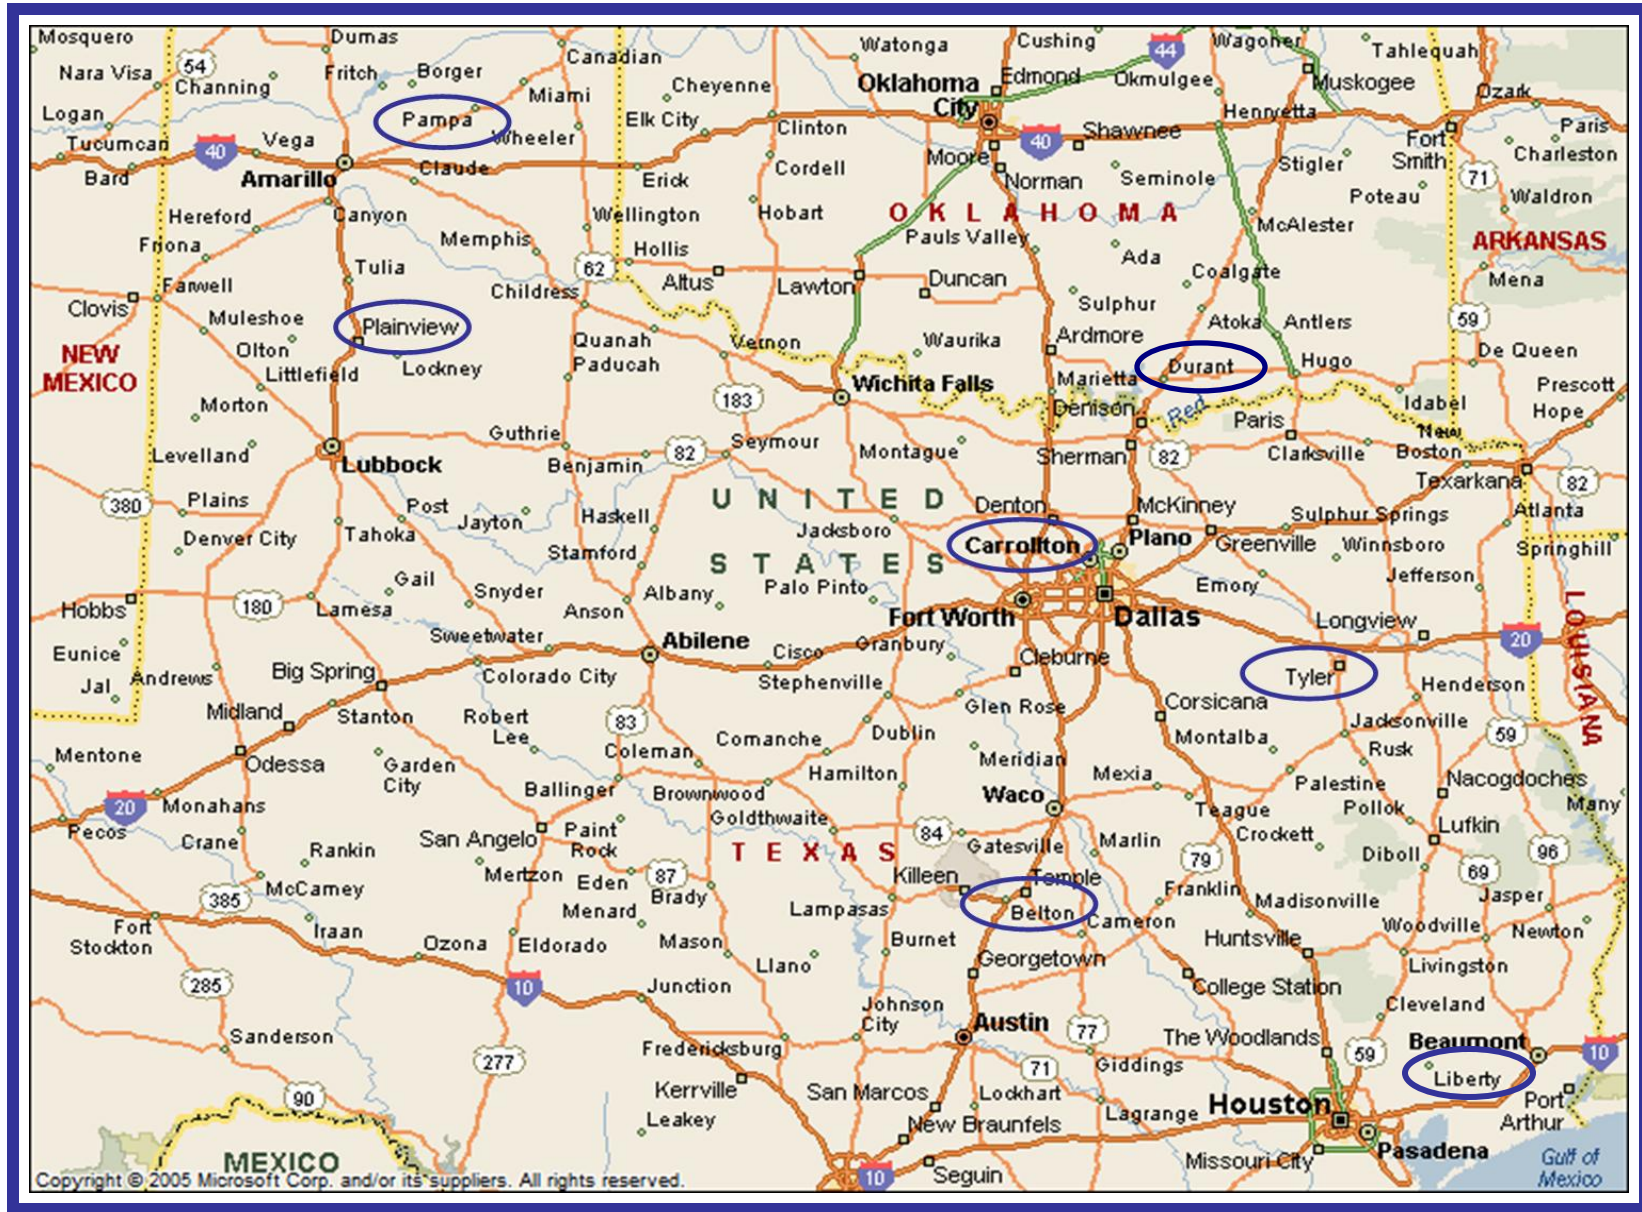 Mosquero
Dumas
Canadian
Watonga
Cushing
44
Wagoner
Tahlequah
Nara Visa
54
Channing
Fritch
Borger
Miami
Cheyenne
Oklahoma
City
Edmond
Okmulgee
Muskogee
Ozark
Logan
Pampa
Wheeler
Elk City
Clinton
Henryetta
Tucumcari
40
Vega
Shawnee
40
Fort
Smith
Paris
Charleston
Bard
Amarillo
Claude
Erick
Cordell
Moore
Norman
Seminole
Stigler
71
Poteau
Waldron
Hereford
Canyon
Wellington
Hobart
OKLAHOMA
McAlester
ARKANSAS
Friona
Memphis
Hollis
Pauls Valley
Ada
Tulia
62
Altus
Lawton
Duncan
Coalgate
Mena
Farwell
Childress
Sulphur
Clovis
Muleshoe
Plainview
Quanah
Vernon
Waurika
Ardmore
Atoka
Antlers
59
NEW
MEXICO
Olton
Littlefield
Lockney
Paducah
Durant
Hugo
De Queen
Wichita Falls
Marietta
Prescott
Morton
183
Denison
Red
Paris
Idabel
Hope
Guthrie
Seymour
Montague
New
Boston
Levelland
Lubbock
Benjamin
82
Sherman
82
Clarksville
Texarkana
82
380
Plains
Post
Jayton
Haskell
UNITED
STATES
Denton
McKinney
Sulphur Springs
Atlanta
Denver City
Tahoka
Stamford
Jacksboro
Carrollton
Plano
Greenville
Winnsboro
Springhill
Gail
Snyder
Albany
Palo Pinto
Emory
Jefferson
Hobbs
180
Lamesa
Anson
Fort Worth
Dallas
Longview
LOUISIANA
Sweetwater
Abilene
Cisco
Granbury
20
Eunice
Andrews
Big Spring
Colorado City
Stephenville
Cleburne
Tyler
Henderson
Jal
Midland
Stanton
Robert
Lee
83
Glen Rose
Corsicana
Jacksonville
59
Mentone
Odessa
Garden
City
Coleman
Comanche
Dublin
Meridian
Montalba
Rusk
20
Monahans
Ballinger
Brownwood
Hamilton
Mexia
Palestine
Nacogdoches
Pecos
Crane
San Angelo
Paint
Rock
Goldthwaite
Waco
Teague
Pollok
Many
Rankin
TEXAS
84
Gatesville
Marlin
Crockett
Lufkin
McCamey
Mertzon
Eden
87
Brady
Killeen
Temple
79
Diboll
96
385
Menard
Lampasas
Belton
Cameron
Franklin
Madisonville
69
Jasper
Fort
Stockton
Iraan
Ozona
Eldorado
Mason
Burnet
Huntsville
Woodville
Newton
285
10
Llano
Georgetown
College Station
Livingston
Junction
Johnson
City
Cleveland
Sanderson
Fredericksburg
Austin
77
The Woodlands
59
Beaumont
10
277
71
Giddings
Liberty
90
Kerrville
San Marcos
Lockhart
Houston
Port
Arthur
Leakey
New Braunfels
Lagrange
MEXICO
10
Seguin
Missouri City
Pasadena
Gulf of
Mexico
Copyright © 2005 Microsoft Corp. and/or its suppliers. All rights reserved.